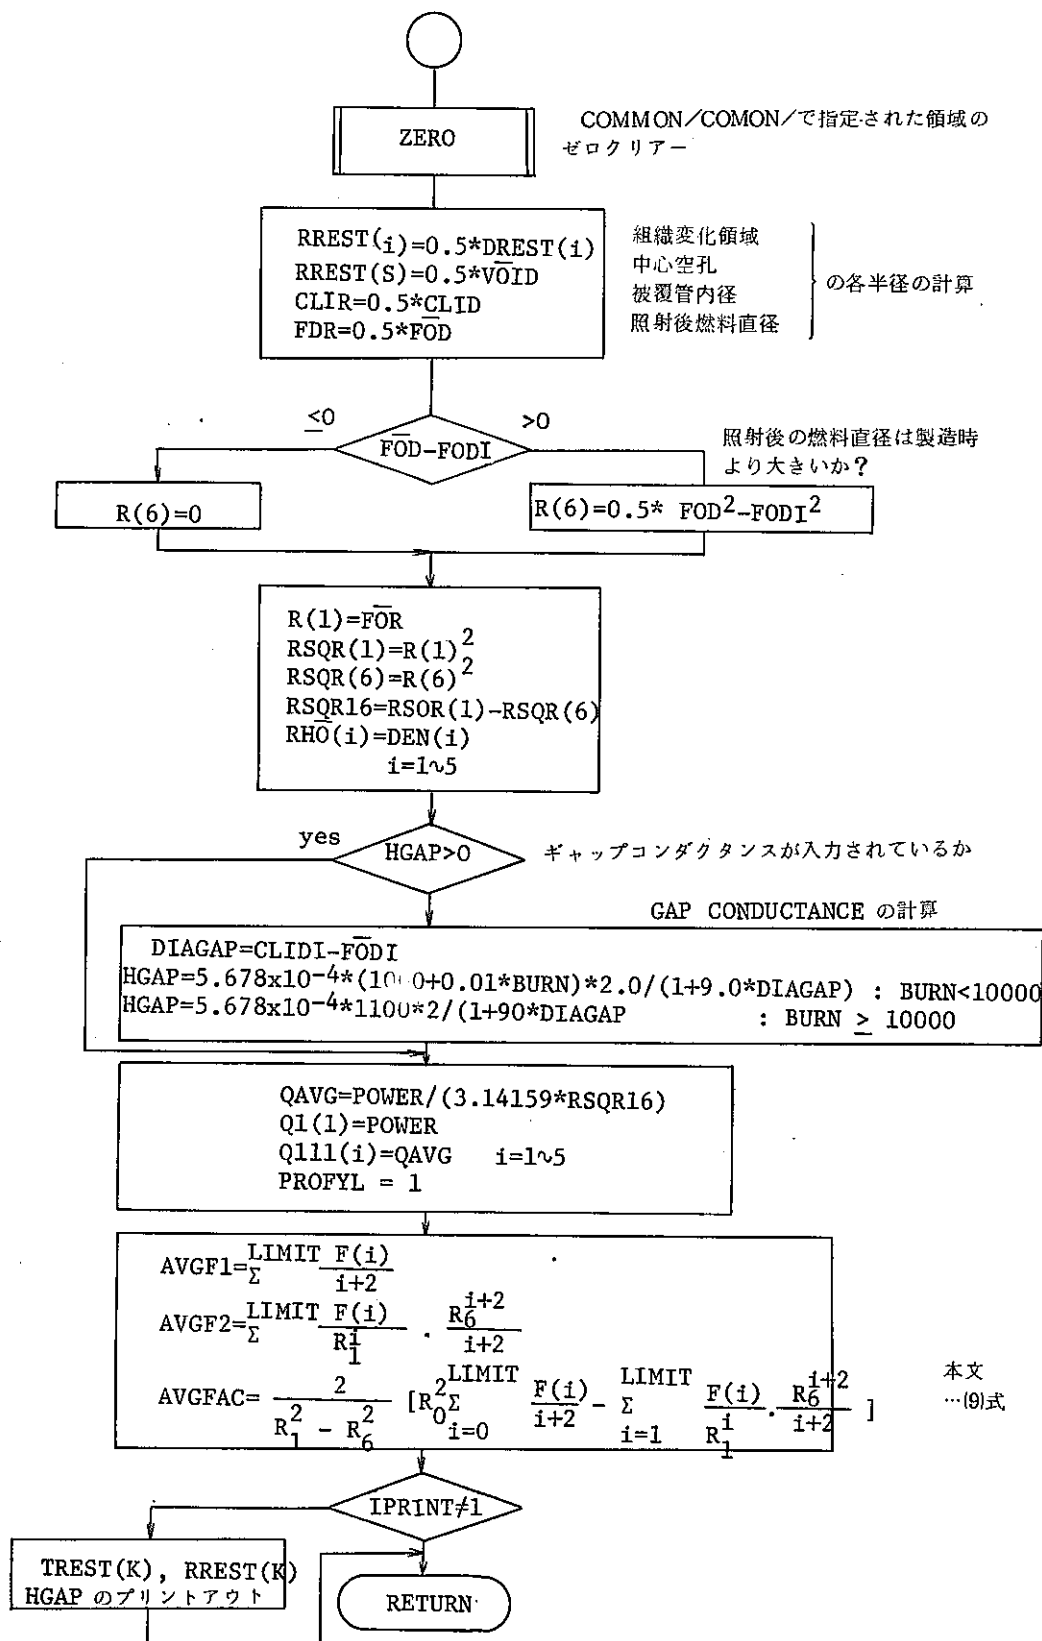 ZERO
COMMON/COMON/で指定された領域の
ゼロクリアー
RREST(i)=0.5*DREST(i)
RREST(S)=0.5*VO̅ID
CLIR=0.5*CLID
FDR=0.5*FO̅D
組織変化領域
中心空孔
被覆管内径
照射後燃料直径
の各半径の計算
≤0
>0
FO̅D-FODI
照射後の燃料直径は製造時
より大きいか?
R(6)=0
R(6)=0.5* FOD²-FODI²
R(1)=FO̅R
RSQR(1)=R(1)²
RSQR(6)=R(6)²
RSQR16=RSOR(1)-RSQR(6)
RHO̅(i)=DEN(i)
i=1~5
yes
HGAP>0
ギャップコンダクタンスが入力されているか
GAP CONDUCTANCE の計算
DIAGAP=CLIDI-FO̅DI
HGAP=5.678x10⁻⁴*(10 0+0.01*BURN)*2.0/(1+9.0*DIAGAP) : BURN<10000
HGAP=5.678x10⁻⁴*1100*2/(1+90*DIAGAP : BURN ≥ 10000
QAVG=POWER/(3.14159*RSQR16)
Q1(1)=POWER
Q111(i)=QAVG i=1~5
PROFYL = 1
AVGF1=Σ^LIMIT F(i)/(i+2)
AVGF2=Σ^LIMIT F(i)/R₁ⁱ · R₆ⁱ⁺²/(i+2)
AVGFAC= 2/(R₁² - R₆²) [R₀² Σ_{i=0}^LIMIT F(i)/(i+2) - Σ_{i=1}^LIMIT F(i)/R₁ⁱ · R₆ⁱ⁺²/(i+2) ]
本文
…(9)式
IPRINT≠1
TREST(K), RREST(K)
HGAP のプリントアウト
RETURN